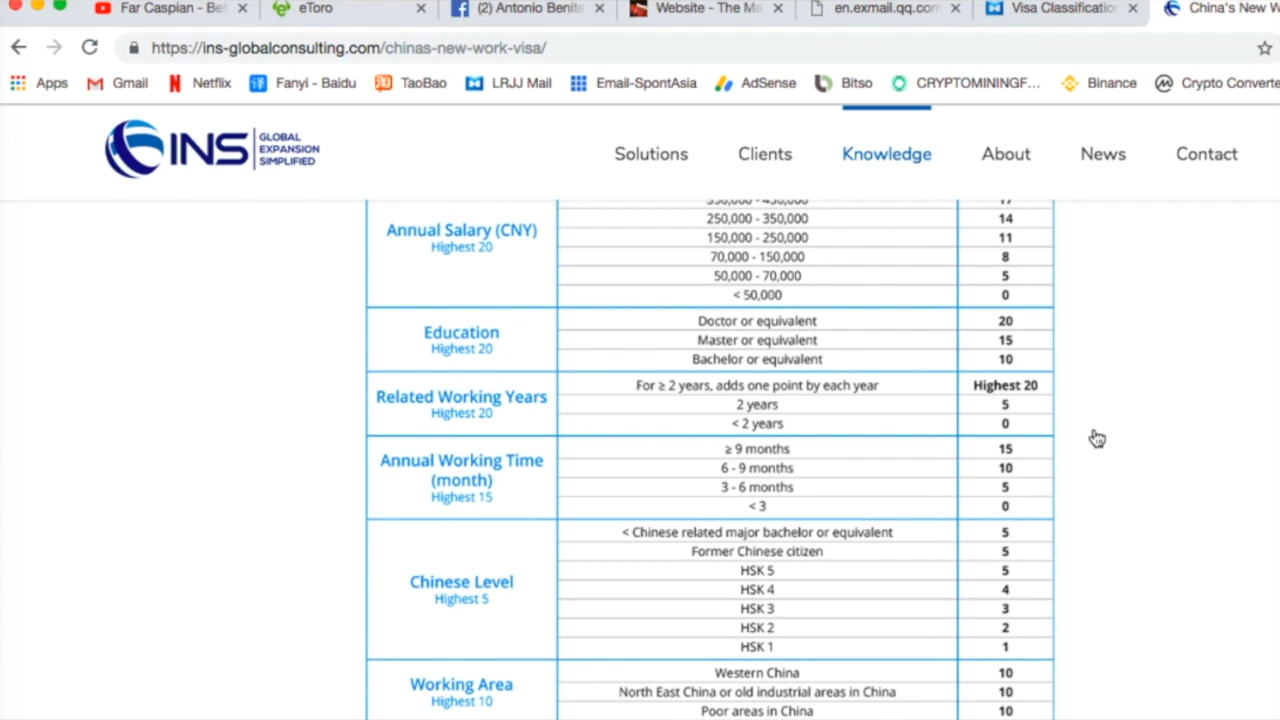 Far Caspian - Be
eToro
(2) Antonio Benite
Website - The Ma
en.exmail.qq.com
Visa Classification
China's New W
https://ins-globalconsulting.com/chinas-new-work-visa/
Apps Gmail Netflix Fanyi - Baidu TaoBao LRJJ Mail Email-SpontAsia AdSense Bitso CRYPTOMININGF... Binance Crypto Converte
INS GLOBAL EXPANSION SIMPLIFIED
Solutions Clients Knowledge About News Contact
350,000 - 450,000 17
Annual Salary (CNY)
Highest 20
250,000 - 350,000 14
150,000 - 250,000 11
70,000 - 150,000 8
50,000 - 70,000 5
< 50,000 0
Education
Highest 20
Doctor or equivalent 20
Master or equivalent 15
Bachelor or equivalent 10
Related Working Years
Highest 20
For ≥ 2 years, adds one point by each year Highest 20
2 years 5
< 2 years 0
Annual Working Time
(month)
Highest 15
≥ 9 months 15
6 - 9 months 10
3 - 6 months 5
< 3 0
Chinese Level
Highest 5
< Chinese related major bachelor or equivalent 5
Former Chinese citizen 5
HSK 5 5
HSK 4 4
HSK 3 3
HSK 2 2
HSK 1 1
Working Area
Highest 10
Western China 10
North East China or old industrial areas in China 10
Poor areas in China 10